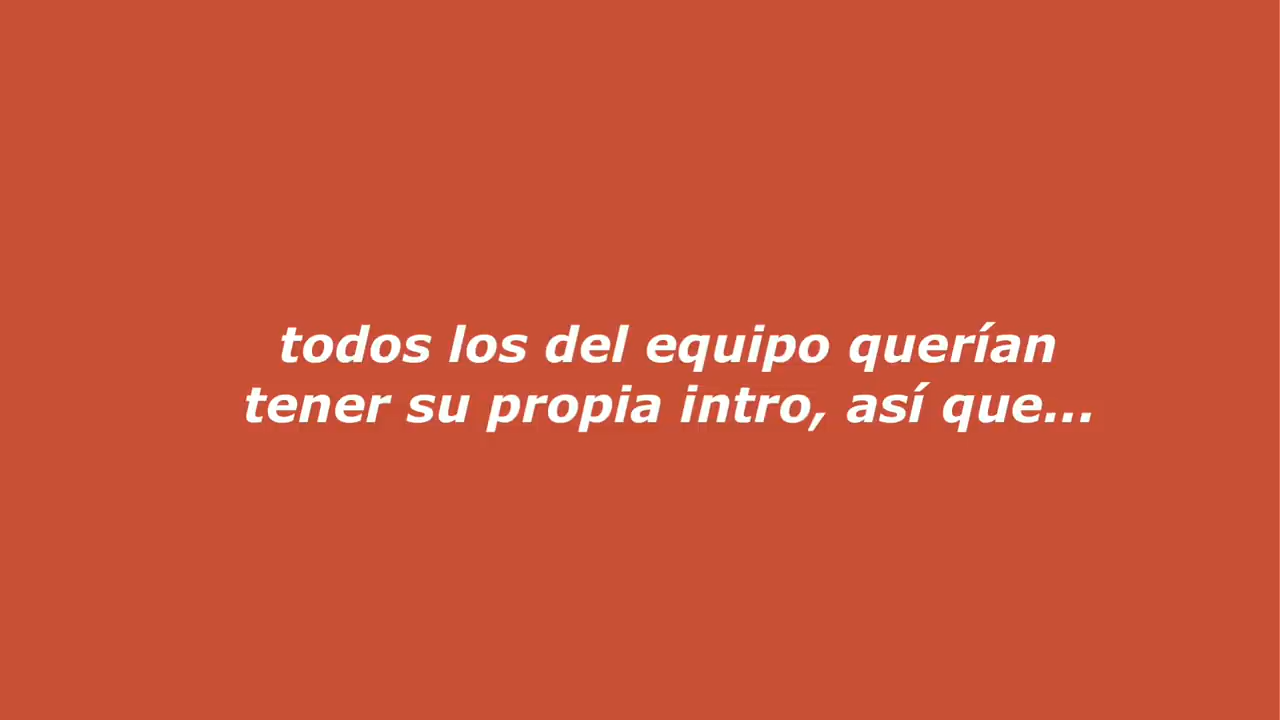 todos los del equipo querían
tener su propia intro, así que...